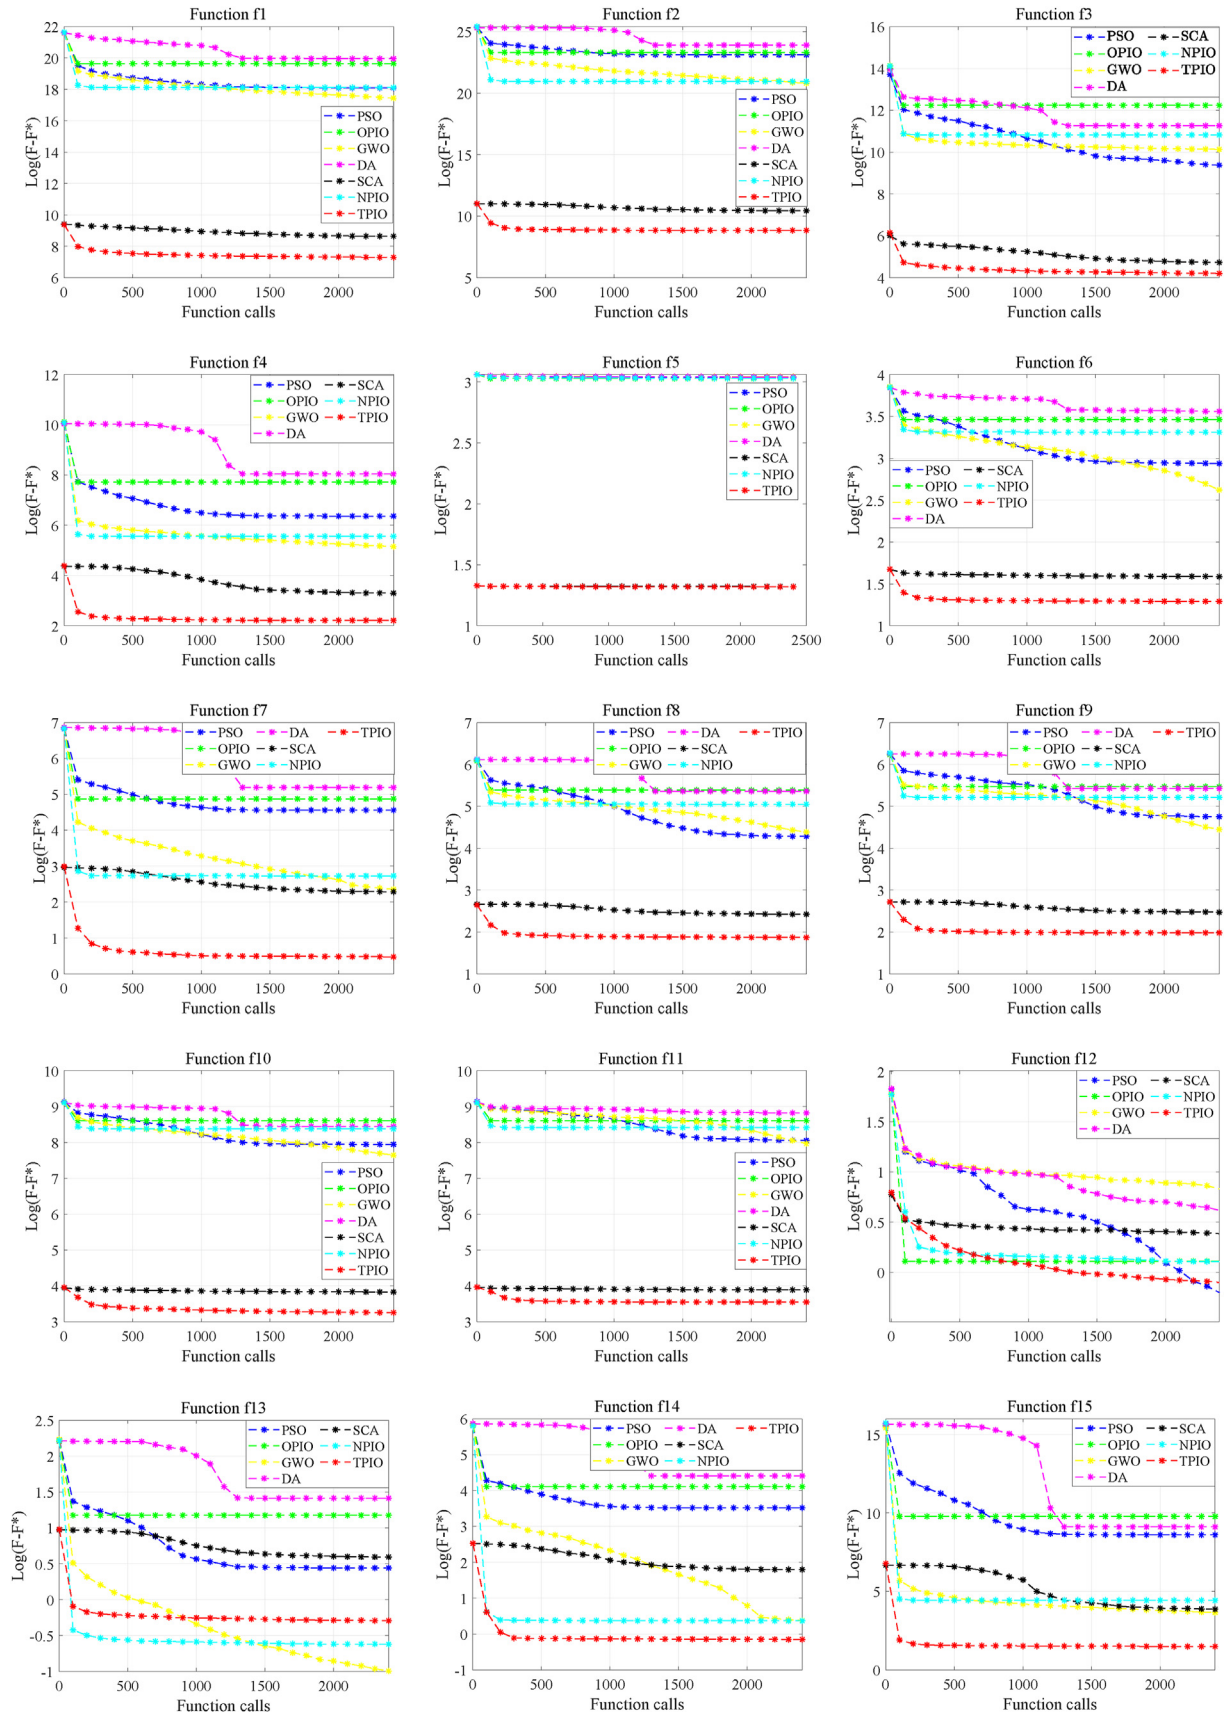 Function f1
Log(F-F*)
22
20
18
16
14
12
10
8
6
PSO
OPIO
GWO
DA
SCA
NPIO
TPIO
0 500 1000 1500 2000
Function calls
Function f2
Log(F-F*)
25
20
15
10
5
PSO
OPIO
GWO
DA
SCA
NPIO
TPIO
0 500 1000 1500 2000
Function calls
Function f3
Log(F-F*)
16
14
12
10
8
6
4
PSO SCA
OPIO NPIO
GWO TPIO
DA
0 500 1000 1500 2000
Function calls
Function f4
Log(F-F*)
12
10
8
6
4
2
PSO SCA
OPIO NPIO
GWO TPIO
DA
0 500 1000 1500 2000
Function calls
Function f5
Log(F-F*)
3
2.5
2
1.5
1
PSO
OPIO
GWO
DA
SCA
NPIO
TPIO
0 500 1000 1500 2000 2500
Function calls
Function f6
Log(F-F*)
4
3.5
3
2.5
2
1.5
1
PSO SCA
OPIO NPIO
GWO TPIO
DA
0 500 1000 1500 2000
Function calls
Function f7
Log(F-F*)
7
6
5
4
3
2
1
0
PSO DA TPIO
OPIO SCA
GWO NPIO
0 500 1000 1500 2000
Function calls
Function f8
Log(F-F*)
7
6
5
4
3
2
1
PSO DA TPIO
OPIO SCA
GWO NPIO
0 500 1000 1500 2000
Function calls
Function f9
Log(F-F*)
7
6
5
4
3
2
1
PSO DA TPIO
OPIO SCA
GWO NPIO
0 500 1000 1500 2000
Function calls
Function f10
Log(F-F*)
10
9
8
7
6
5
4
3
PSO
OPIO
GWO
DA
SCA
NPIO
TPIO
0 500 1000 1500 2000
Function calls
Function f11
Log(F-F*)
10
9
8
7
6
5
4
3
PSO
OPIO
GWO
DA
SCA
NPIO
TPIO
0 500 1000 1500 2000
Function calls
Function f12
Log(F-F*)
2
1.5
1
0.5
0
PSO SCA
OPIO NPIO
GWO TPIO
DA
0 500 1000 1500 2000
Function calls
Function f13
Log(F-F*)
2.5
2
1.5
1
0.5
0
-0.5
-1
PSO SCA
OPIO NPIO
GWO TPIO
DA
0 500 1000 1500 2000
Function calls
Function f14
Log(F-F*)
6
5
4
3
2
1
0
-1
PSO DA TPIO
OPIO SCA
GWO NPIO
0 500 1000 1500 2000
Function calls
Function f15
Log(F-F*)
15
10
5
0
PSO SCA
OPIO NPIO
GWO TPIO
DA
0 500 1000 1500 2000
Function calls